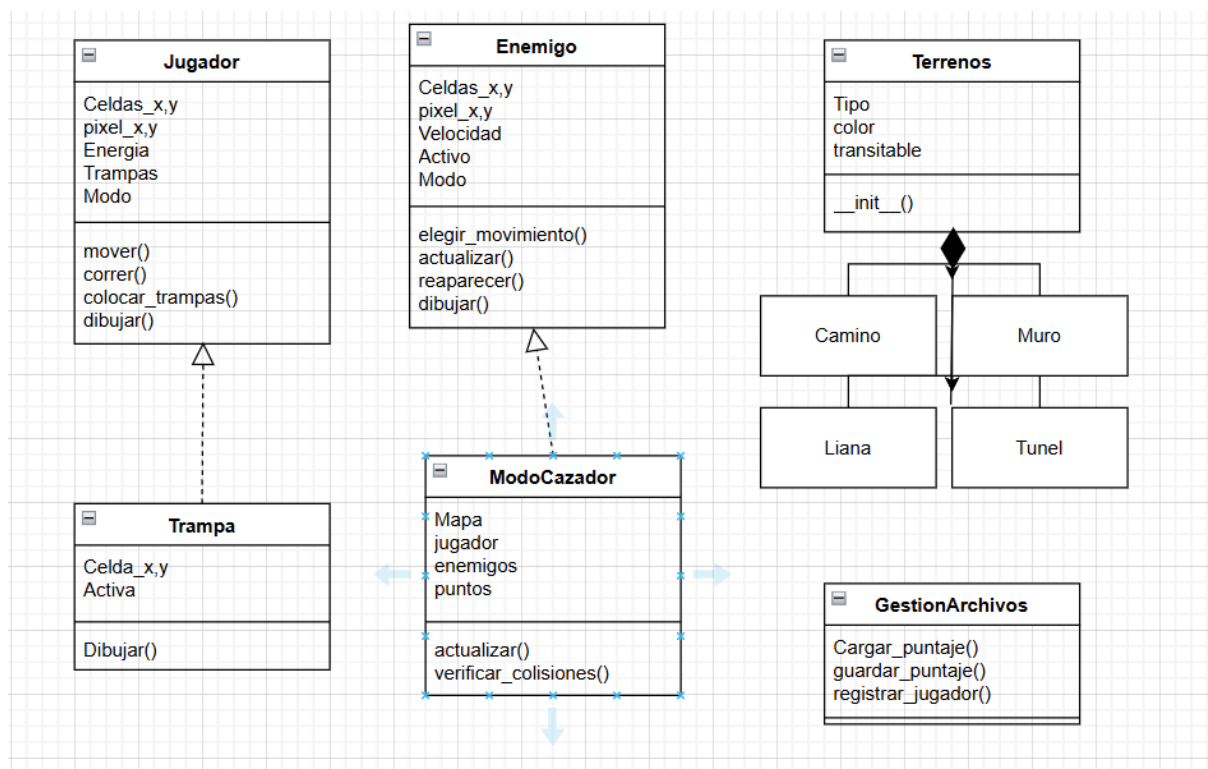 Jugador
Celdas_x,y
pixel_x,y
Energia
Trampas
Modo
mover()
correr()
colocar_trampas()
dibujar()
Enemigo
Celdas_x,y
pixel_x,y
Velocidad
Activo
Modo
elegir_movimiento()
actualizar()
reaparecer()
dibujar()
Terrenos
Tipo
color
transitable
__init__()
Camino
Muro
Liana
Tunel
Trampa
Celda_x,y
Activa
Dibujar()
ModoCazador
Mapa
jugador
enemigos
puntos
actualizar()
verificar_colisiones()
GestionArchivos
Cargar_puntaje()
guardar_puntaje()
registrar_jugador()